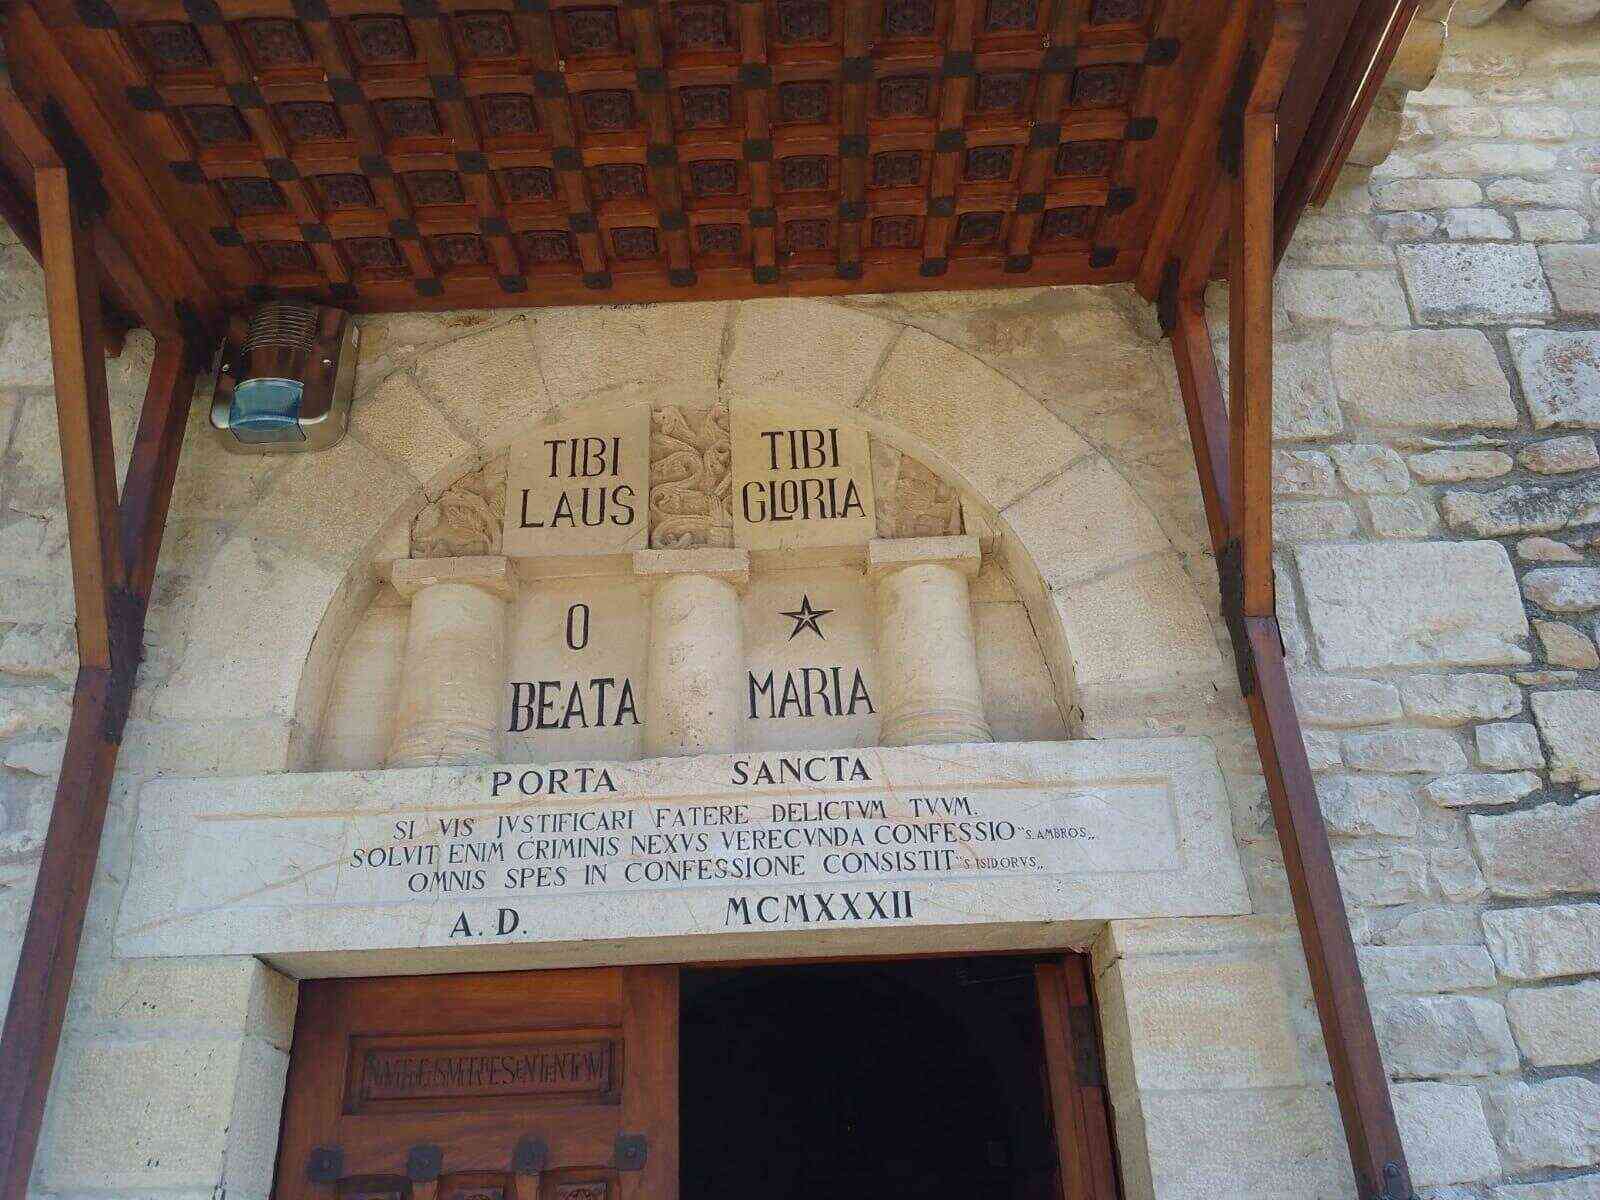 TIBI LAUS
TIBI GLORIA
O BEATA
★ MARIA
PORTA SANCTA
SI VIS JVSTIFICARI FATERE DELICTVM TVVM.
SOLVIT ENIM CRIMINIS NEXVS VERECVNDA CONFESSIO "S. AMBROS„
OMNIS SPES IN CONFESSIONE CONSISTIT "S ISIDORVS„
A. D. MCMXXXII